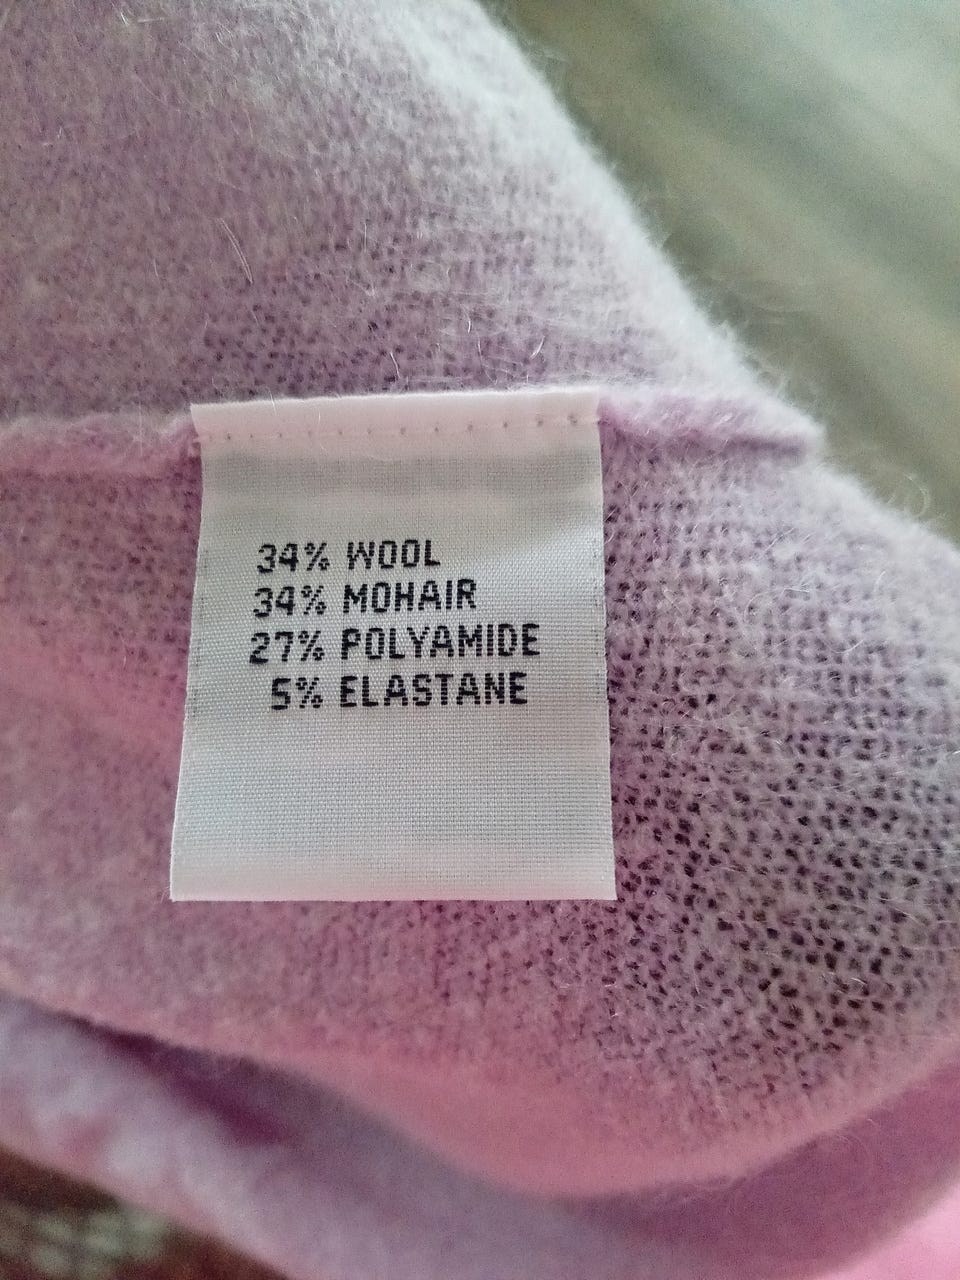 34% WOOL
34% MOHAIR
27% POLYAMIDE
5% ELASTANE